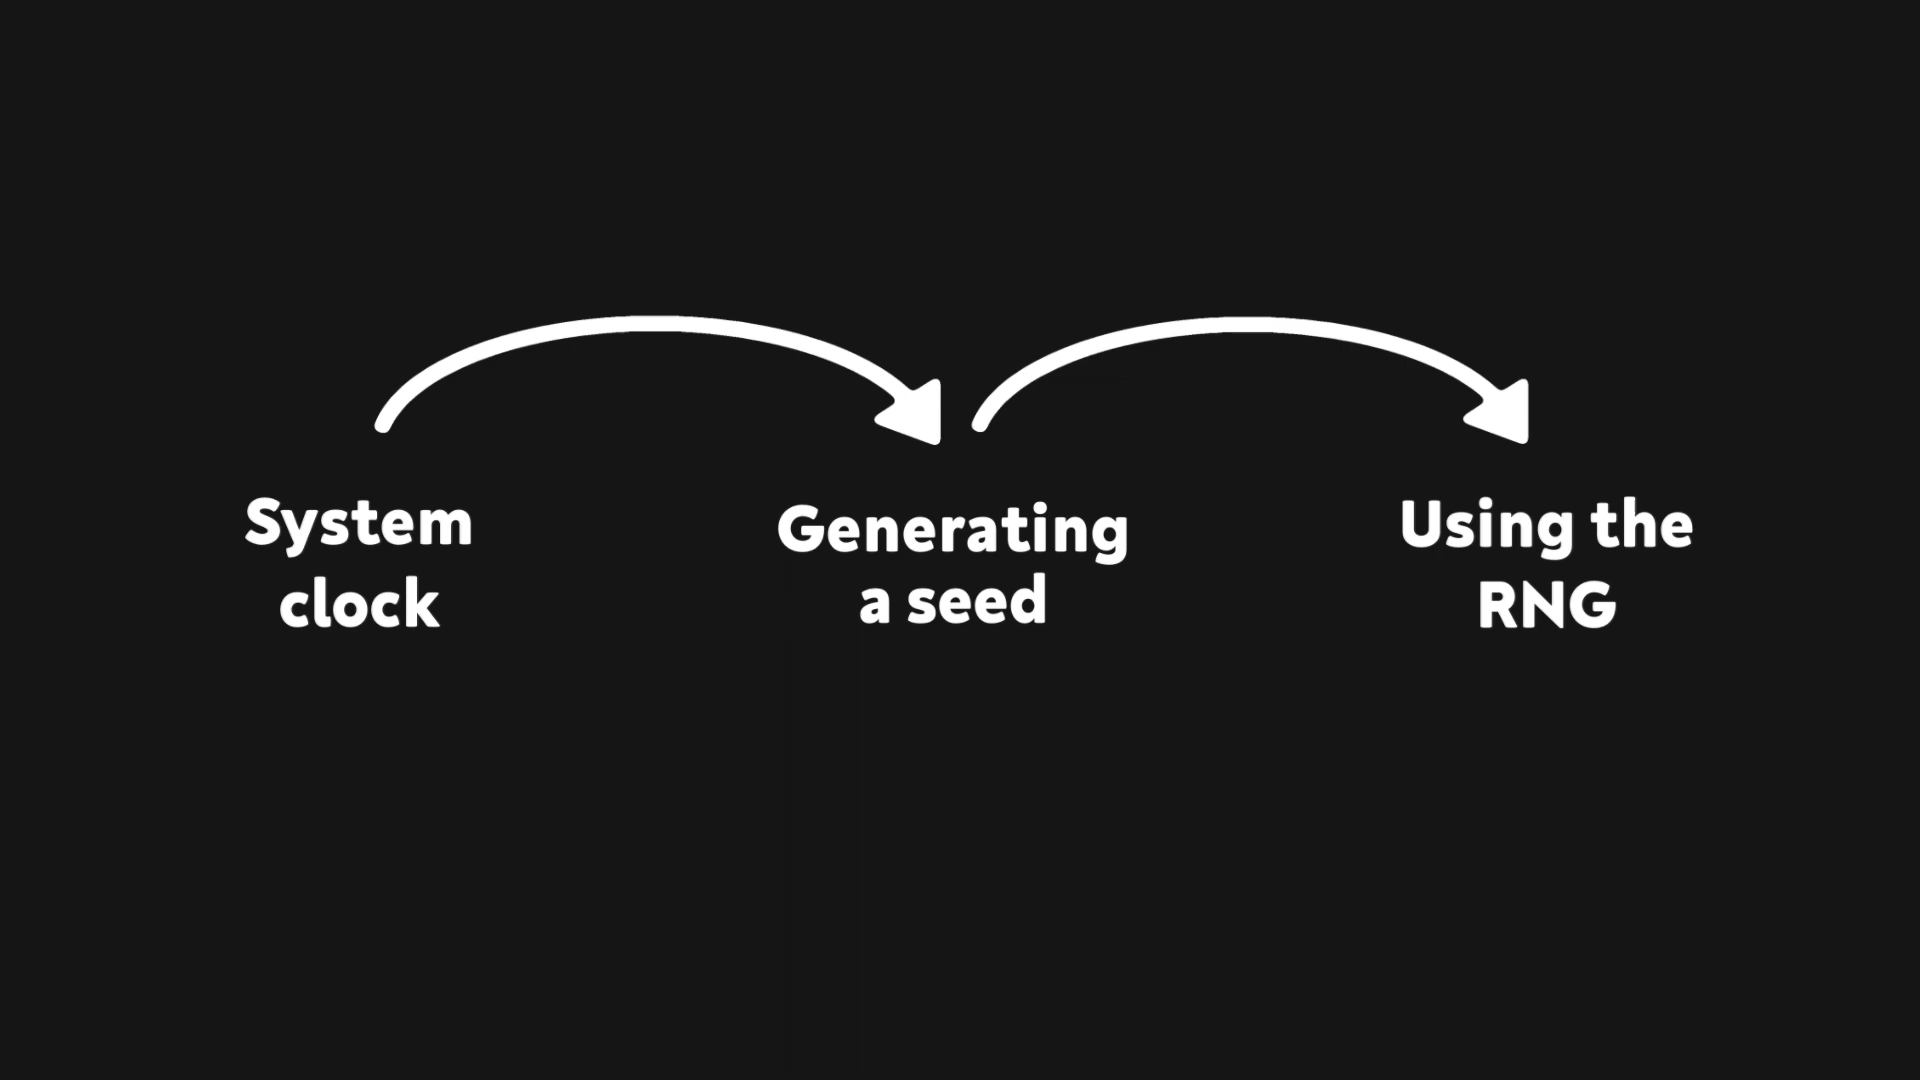 System
clock
Generating
a seed
Using the
RNG